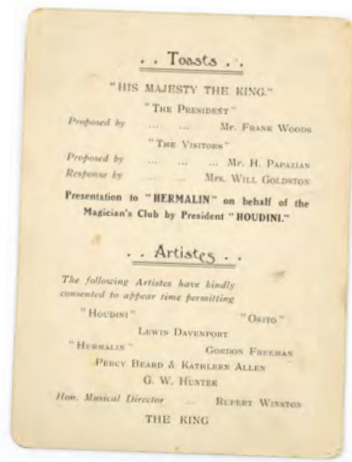 . . Toasts . .
"HIS MAJESTY THE KING."
"THE PRESIDENT"
Proposed by ... ... MR. FRANK WOODS
"THE VISITORS"
Proposed by ... ... ... MR. H. PAPAZIAN
Response by ... ... MRS. WILL GOLDSTON
Presentation to "HERMALIN" on behalf of the
Magician's Club by President "HOUDINI."
. . Artistes . .
The following Artistes have kindly
consented to appear time permitting
"HOUDINI" "OKITO"
LEWIS DAVENPORT
"HERMALIN" GORDON FREEMAN
PERCY BEARD & KATHLEEN ALLEN
G. W. HUNTER
Hon. Musical Director ... RUPERT WINSTON
THE KING